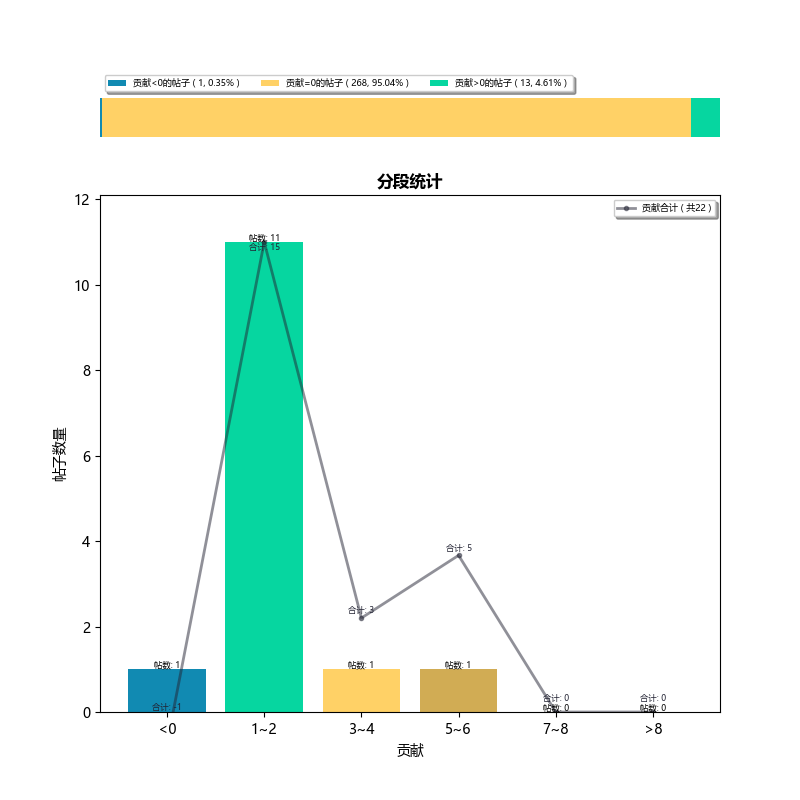 贡献<0的帖子 ( 1, 0.35% ) 贡献=0的帖子 ( 268, 95.04% ) 贡献>0的帖子 ( 13, 4.61% )
分段统计
贡献合计 ( 共22 )
12
10
8
6
4
2
0
帖子数量
帖数: 11
合计: 15
合计: 5
合计: 3
帖数: 1
帖数: 1
帖数: 1
合计: -1
合计: 0
帖数: 0
合计: 0
帖数: 0
<0 1~2 3~4 5~6 7~8 >8
贡献